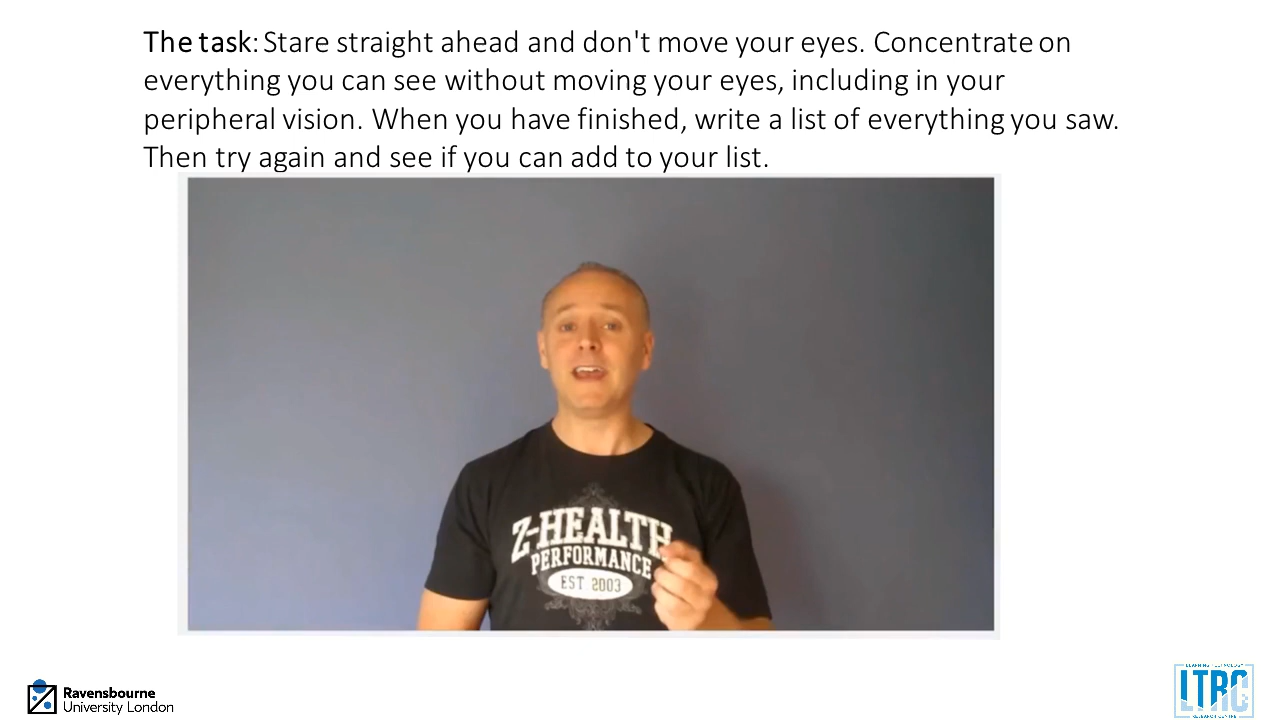 The task: Stare straight ahead and don't move your eyes. Concentrate on
everything you can see without moving your eyes, including in your
peripheral vision. When you have finished, write a list of everything you saw.
Then try again and see if you can add to your list.
Z-HEALTH
PERFORMANCE
EST 2003
Ravensbourne
University London
LTRC
RESEARCH CENTRE